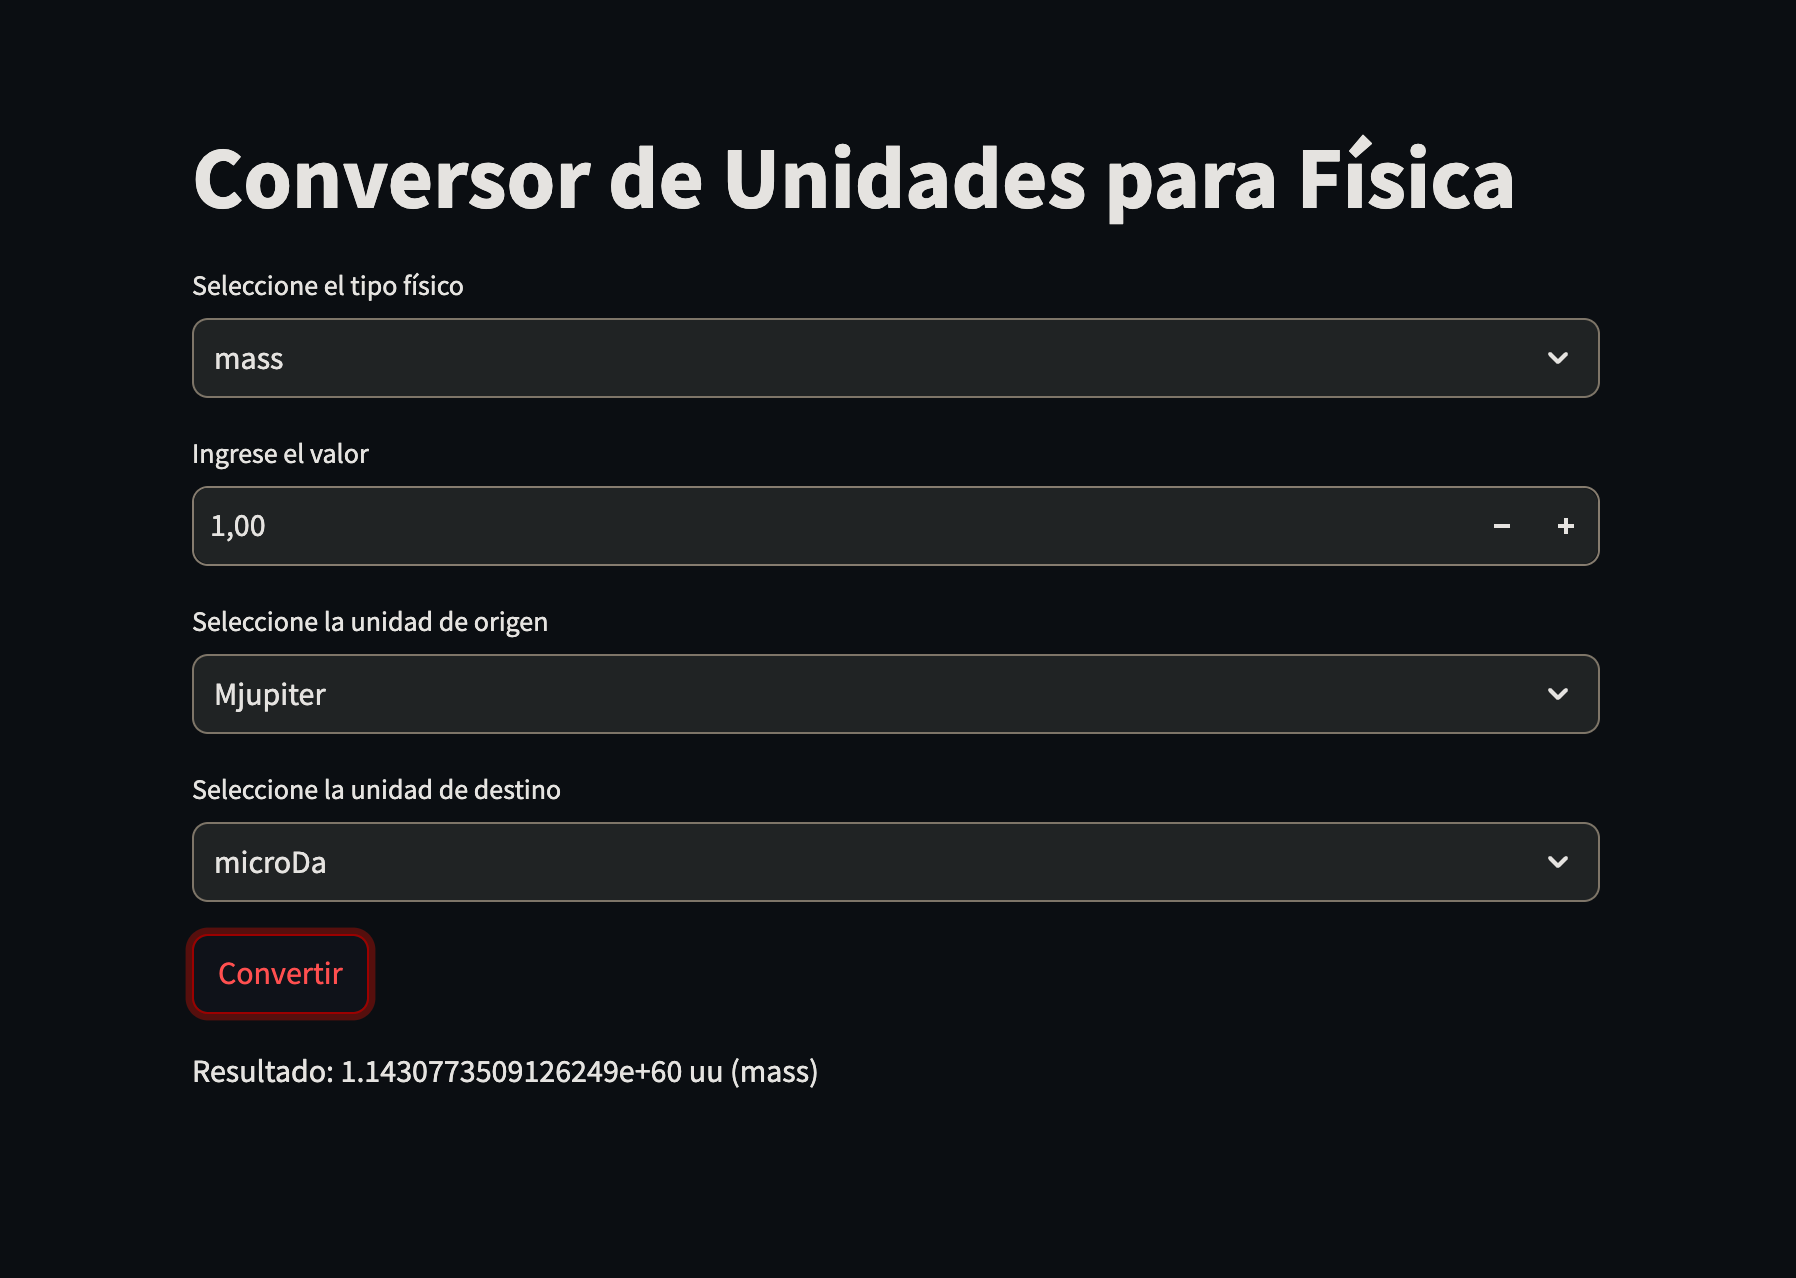 Conversor de Unidades para Física
Seleccione el tipo físico
mass
Ingrese el valor
1,00
Seleccione la unidad de origen
Mjupiter
Seleccione la unidad de destino
microDa
Convertir
Resultado: 1.1430773509126249e+60 uu (mass)